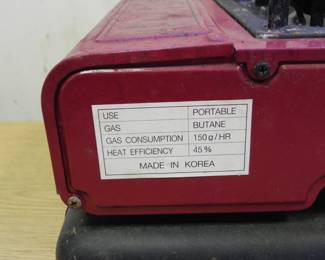 USE PORTABLE
GAS BUTANE
GAS CONSUMPTION 150g/HR
HEAT EFFICIENCY 45%
MADE IN KOREA